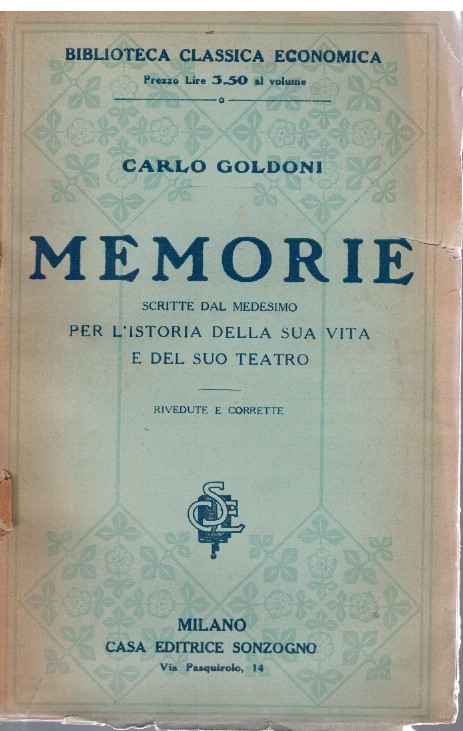 BIBLIOTECA CLASSICA ECONOMICA
Prezzo Lire 3.50 al volume
CARLO GOLDONI
MEMORIE
SCRITTE DAL MEDESIMO
PER L'ISTORIA DELLA SUA VITA
E DEL SUO TEATRO
RIVEDUTE E CORRETTE
CSE
MILANO
CASA EDITRICE SONZOGNO
Via Pasquirolo, 14